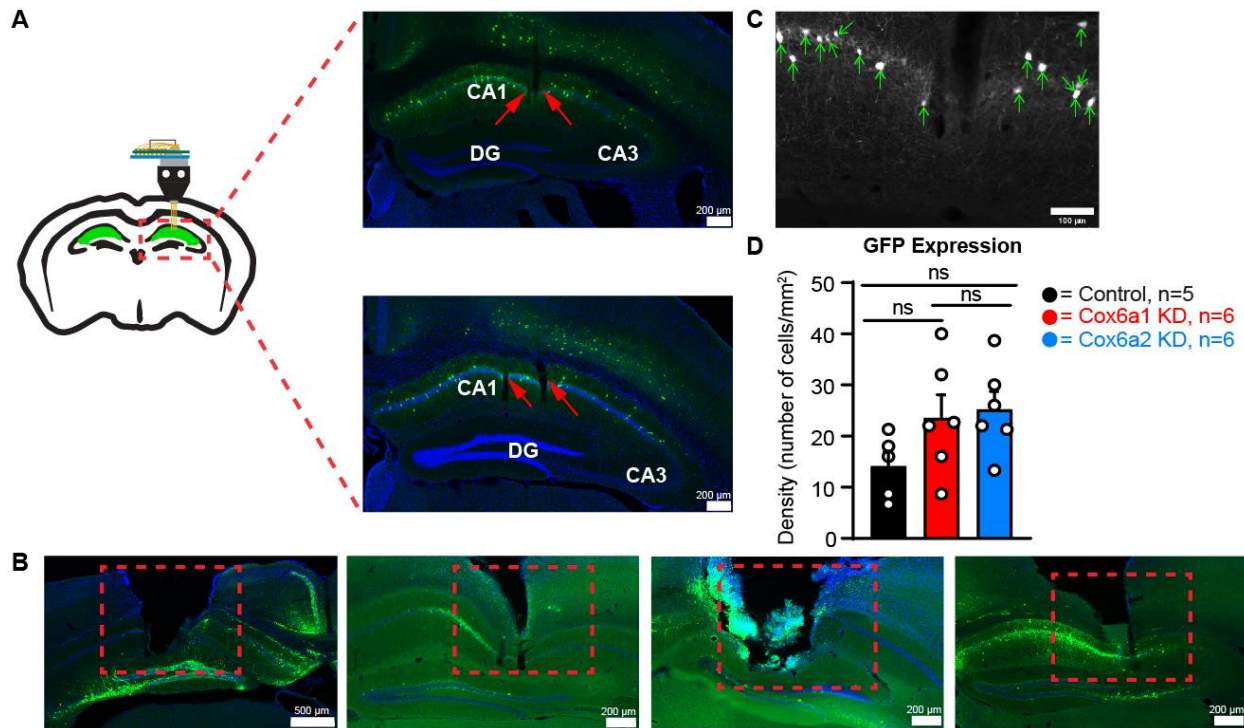 A
CA1
DG
CA3
200 µm
CA1
DG
CA3
200 µm
B
500 µm
200 µm
200 µm
200 µm
C
100 µm
D
GFP Expression
Density (number of cells/mm²)
50
40
30
20
10
0
ns
ns
ns
= Control, n=5
= Cox6a1 KD, n=6
= Cox6a2 KD, n=6